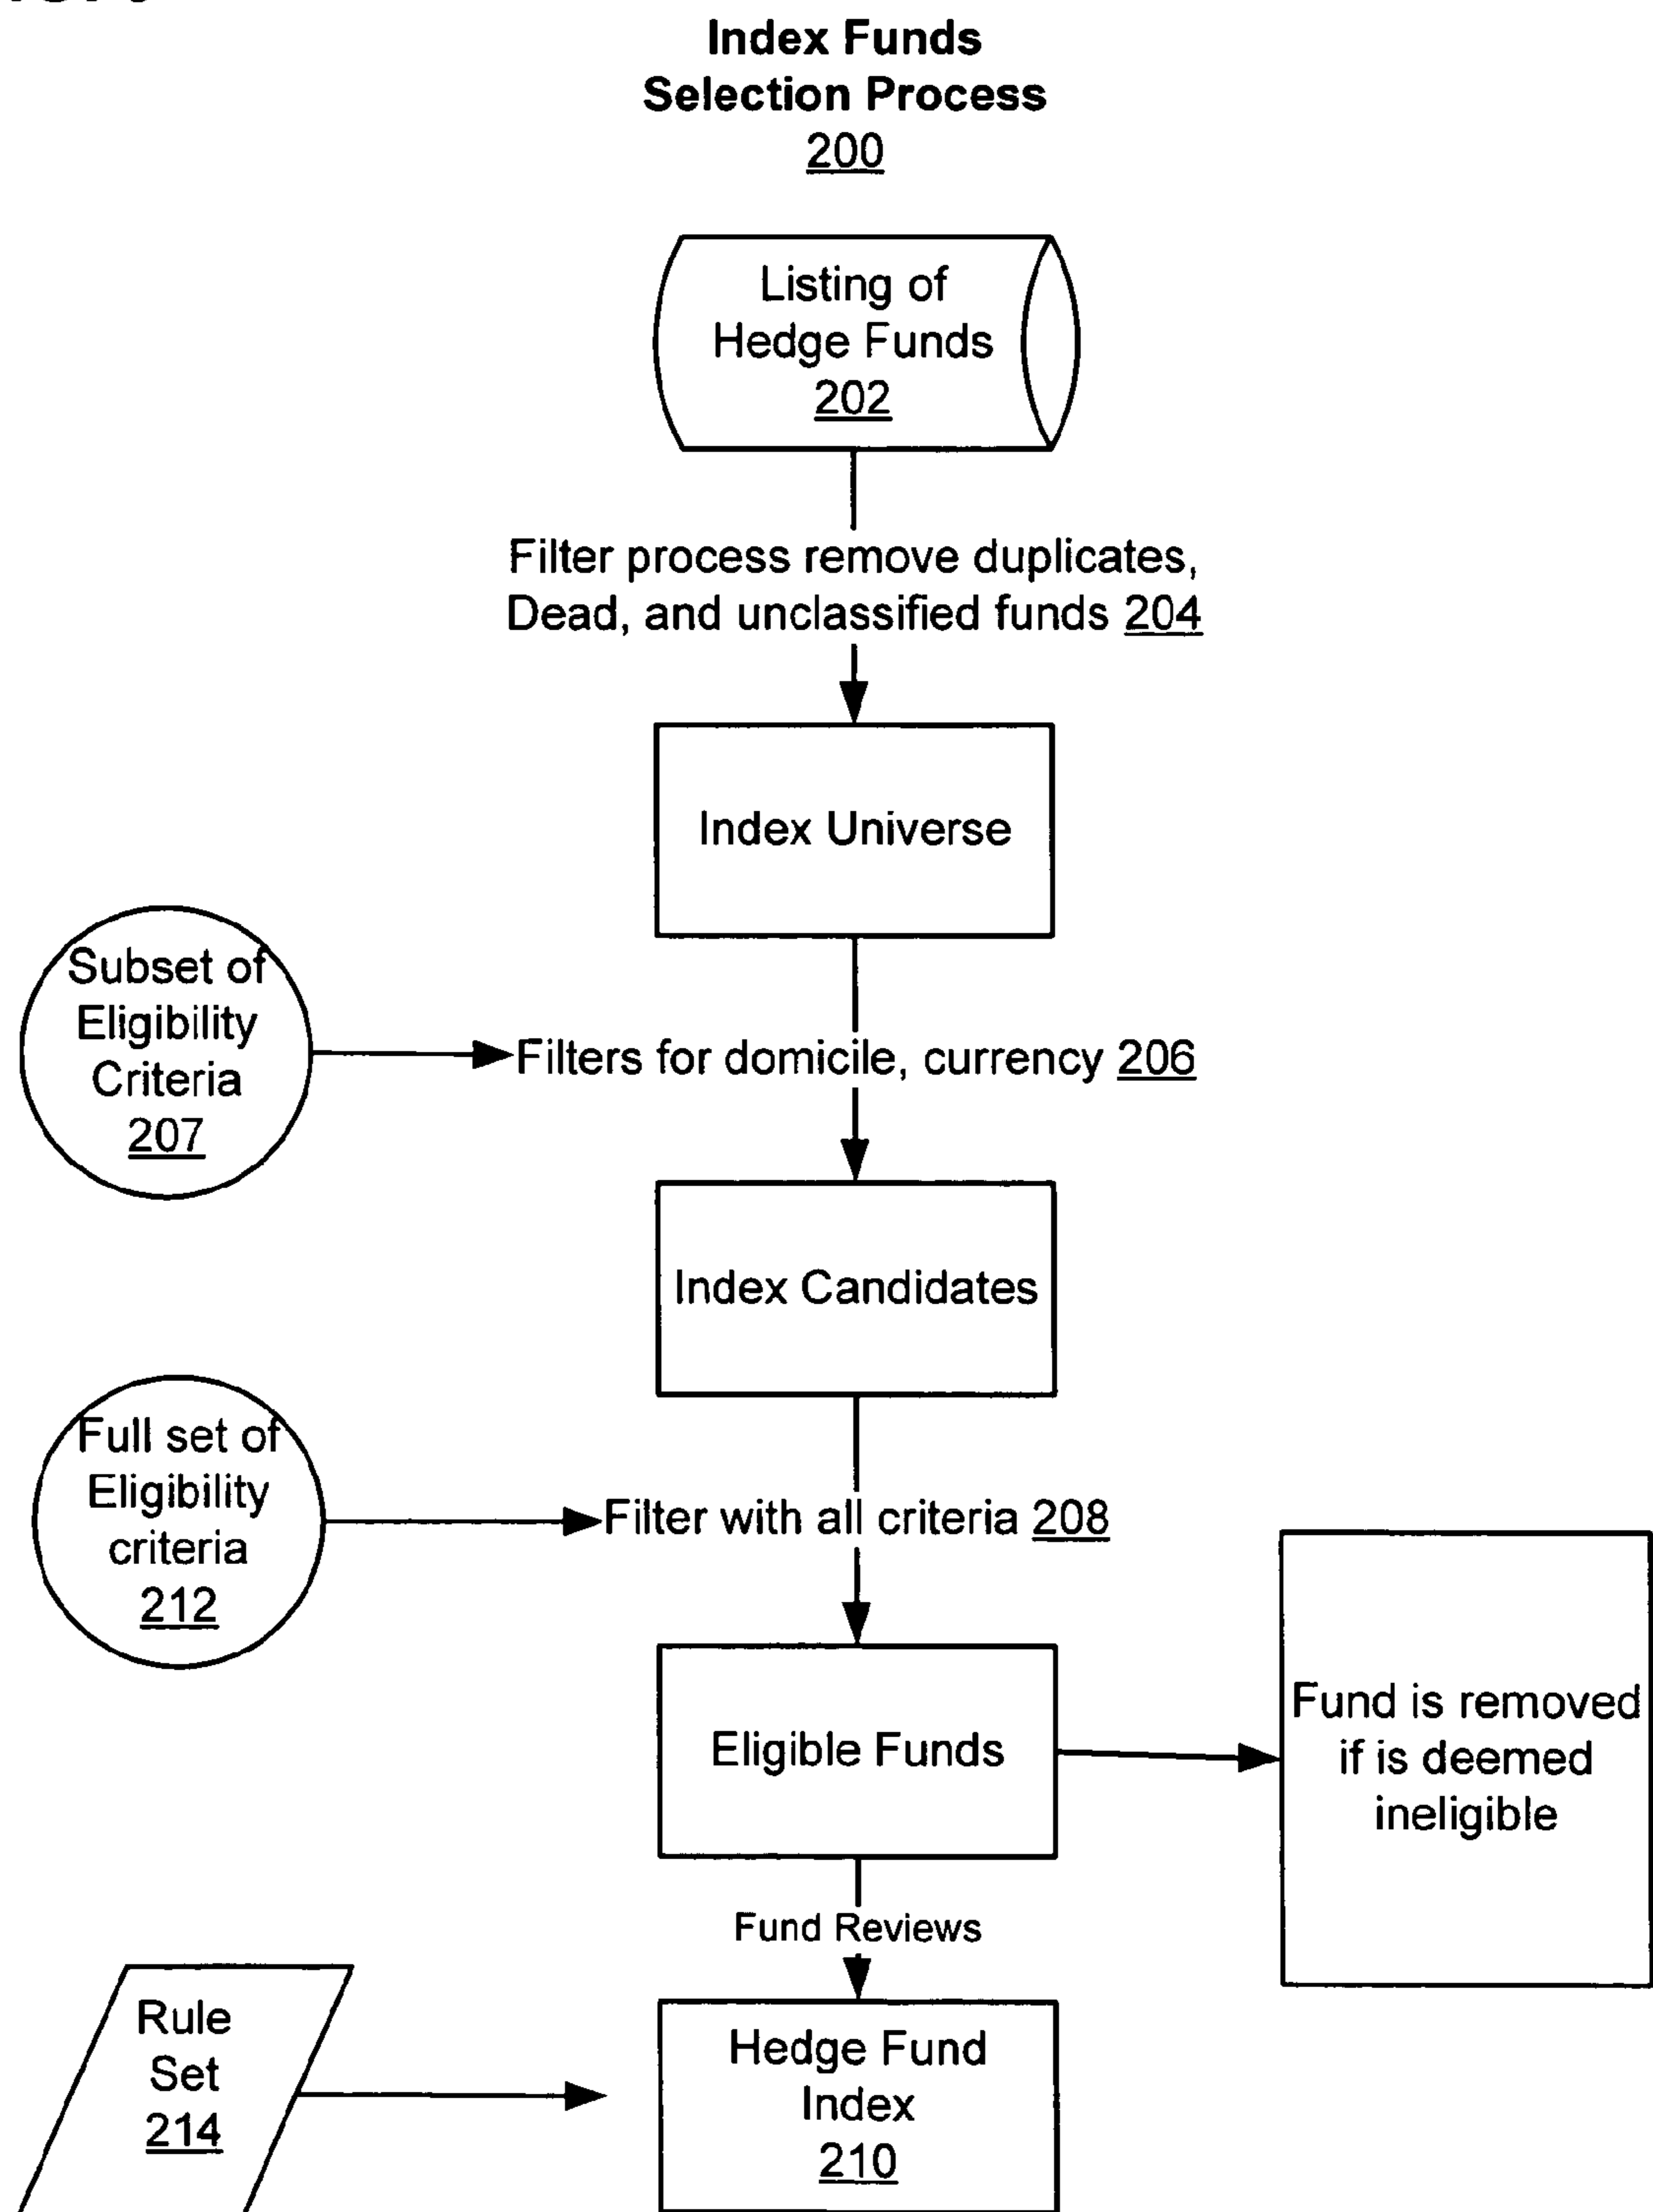 Index Funds
Selection Process
200
Listing of
Hedge Funds
202
Filter process remove duplicates,
Dead, and unclassified funds 204
Index Universe
Subset of
Eligibility
Criteria
207
Filters for domicile, currency 206
Index Candidates
Full set of
Eligibility
criteria
212
Filter with all criteria 208
Eligible Funds
Fund is removed
if is deemed
ineligible
Fund Reviews
Rule
Set
214
Hedge Fund
Index
210